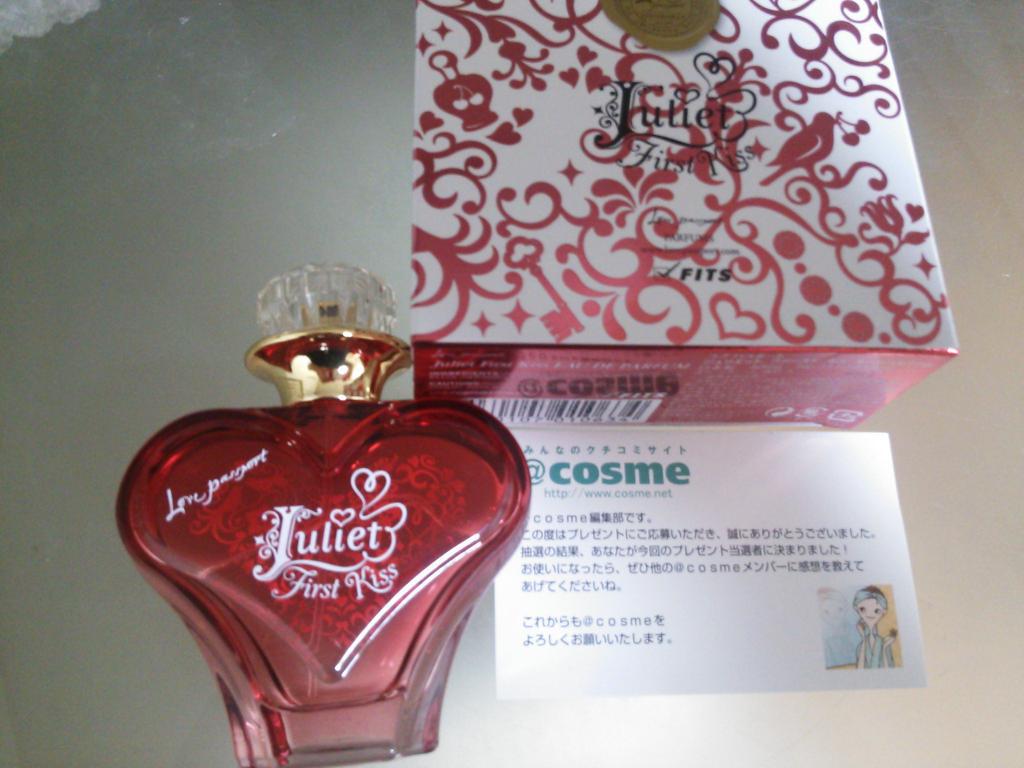 Juliet
First Kiss
Love passport
PARFUMS
FITS
Love passport
Juliet
First Kiss
みんなのクチコミサイト
@cosme
http://www.cosme.net
@cosme編集部です。
この度はプレゼントにご応募いただき、誠にありがとうございました。
抽選の結果、あなたが今回のプレゼント当選者に決まりました！
お使いになったら、ぜひ他の@cosmeメンバーに感想を教えて
あげてくださいね。
これからも@cosmeを
よろしくお願いいたします。